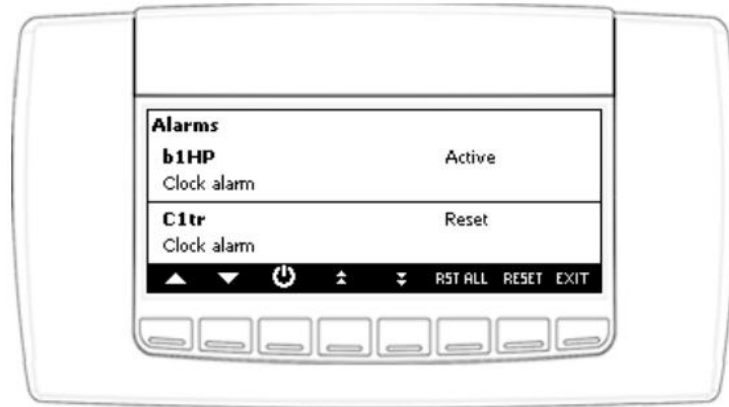 Alarms
b1HP Active
Clock alarm
C1tr Reset
Clock alarm
RST ALL RESET EXIT